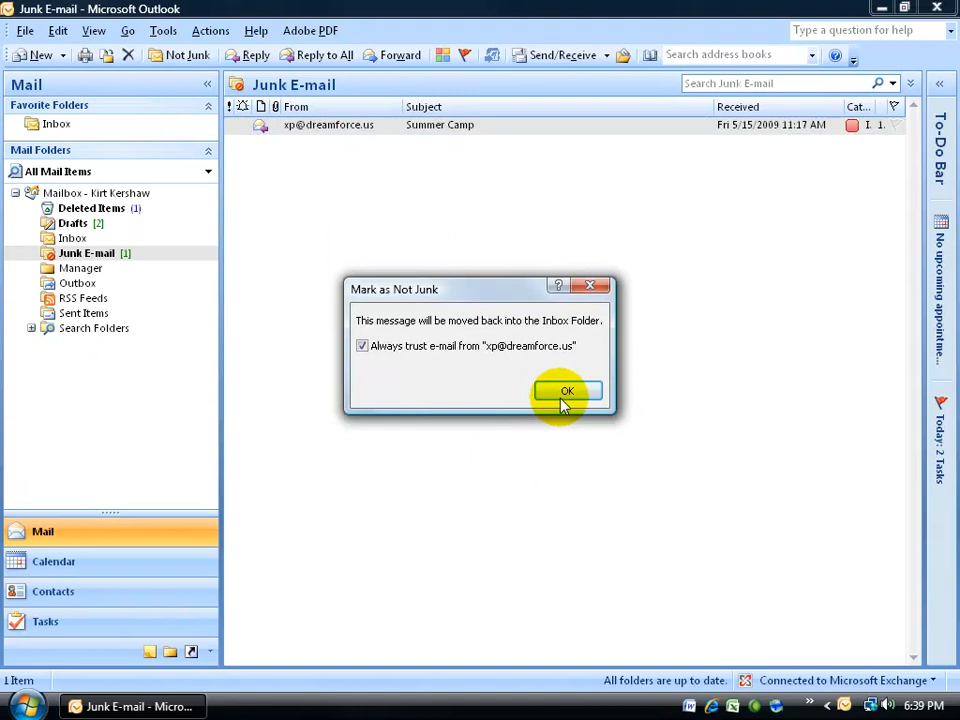 Junk E-mail - Microsoft Outlook
File Edit View Go Tools Actions Help Adobe PDF Type a question for help
New Not Junk Reply Reply to All Forward Send/Receive Search address books
Mail
Junk E-mail
Search Junk E-mail
Favorite Folders
From Subject Received Cat...
Inbox
xp@dreamforce.us Summer Camp Fri 5/15/2009 11:17 AM I 1.
Mail Folders
All Mail Items
Mailbox - Kirt Kershaw
Deleted Items (1)
Drafts [2]
Inbox
Junk E-mail [1]
Manager
Outbox
RSS Feeds
Sent Items
Search Folders
Mark as Not Junk
This message will be moved back into the Inbox Folder.
Always trust e-mail from "xp@dreamforce.us"
OK
To-Do Bar
No upcoming appointme...
Today: 2 Tasks
Mail
Calendar
Contacts
Tasks
1 Item All folders are up to date. Connected to Microsoft Exchange
Junk E-mail - Micro... 6:39 PM